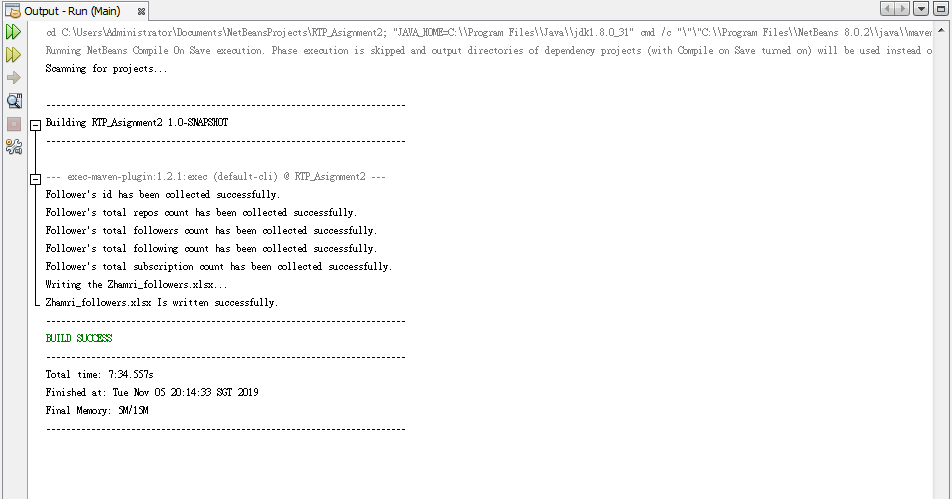 Output - Run (Main)
cd C:\Users\Administrator\Documents\NetBeansProjects\RTP_Asignment2; "JAVA_HOME=C:\\Program Files\\Java\\jdk1.8.0_31" cmd /c "\"\"C:\\Program Files\\NetBeans 8.0.2\\java\\maven
Running NetBeans Compile On Save execution. Phase execution is skipped and output directories of dependency projects (with Compile on Save turned on) will be used instead o
Scanning for projects...
------------------------------------------------------------------------
Building RTP_Asignment2 1.0-SNAPSHOT
------------------------------------------------------------------------
--- exec-maven-plugin:1.2.1:exec (default-cli) @ RTP_Asignment2 ---
Follower's id has been collected successfully.
Follower's total repos count has been collected successfully.
Follower's total followers count has been collected successfully.
Follower's total following count has been collected successfully.
Follower's total subscription count has been collected successfully.
Writing the Zhamri_followers.xlsx...
Zhamri_followers.xlsx Is written successfully.
------------------------------------------------------------------------
BUILD SUCCESS
------------------------------------------------------------------------
Total time: 7:34.557s
Finished at: Tue Nov 05 20:14:33 SGT 2019
Final Memory: 5M/15M
------------------------------------------------------------------------